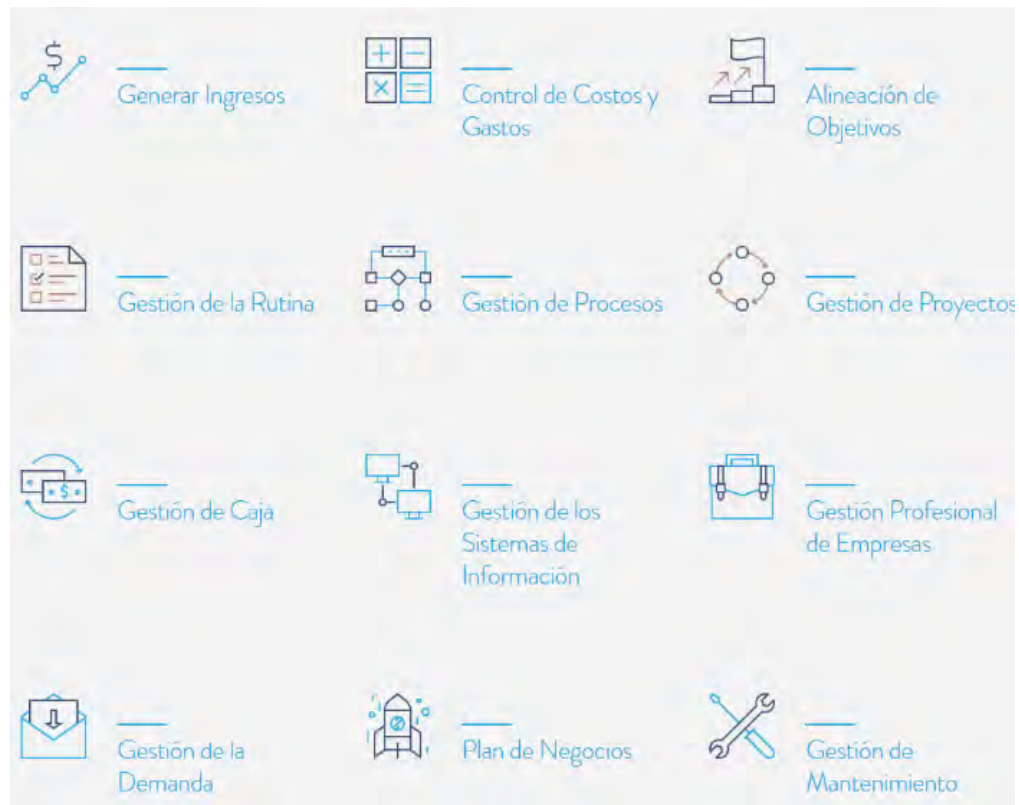 $
Generar Ingresos
Control de Costos y
Gastos
Alineación de
Objetivos
Gestión de la Rutina
Gestión de Procesos
Gestión de Proyectos
$
Gestión de Caja
Gestión de los
Sistemas de
Información
Gestión Profesional
de Empresas
Gestión de la
Demanda
Plan de Negocios
Gestión de
Mantenimiento